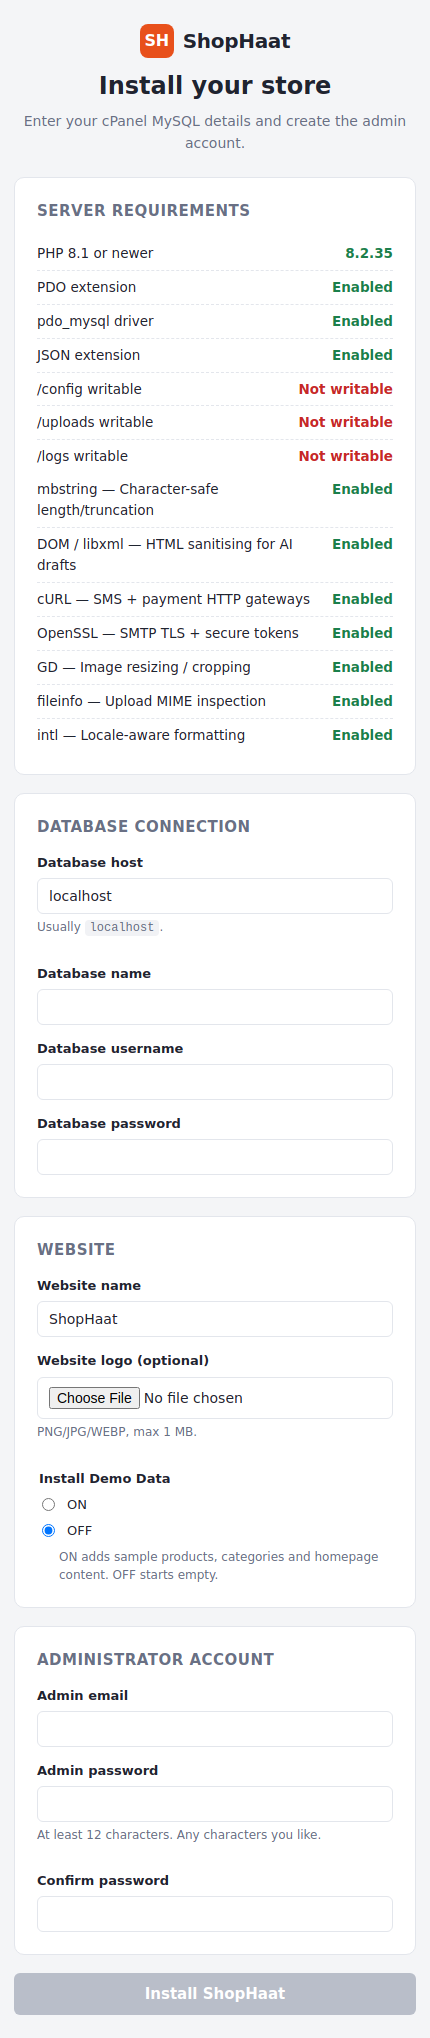 SH ShopHaat
Install your store
Enter your cPanel MySQL details and create the admin
account.
SERVER REQUIREMENTS
PHP 8.1 or newer 8.2.35
PDO extension Enabled
pdo_mysql driver Enabled
JSON extension Enabled
/config writable Not writable
/uploads writable Not writable
/logs writable Not writable
mbstring — Character-safe Enabled
length/truncation
DOM / libxml — HTML sanitising for AI Enabled
drafts
cURL — SMS + payment HTTP gateways Enabled
OpenSSL — SMTP TLS + secure tokens Enabled
GD — Image resizing / cropping Enabled
fileinfo — Upload MIME inspection Enabled
intl — Locale-aware formatting Enabled
DATABASE CONNECTION
Database host
localhost
Usually localhost.
Database name
Database username
Database password
WEBSITE
Website name
ShopHaat
Website logo (optional)
Choose File No file chosen
PNG/JPG/WEBP, max 1 MB.
Install Demo Data
ON
OFF
ON adds sample products, categories and homepage
content. OFF starts empty.
ADMINISTRATOR ACCOUNT
Admin email
Admin password
At least 12 characters. Any characters you like.
Confirm password
Install ShopHaat